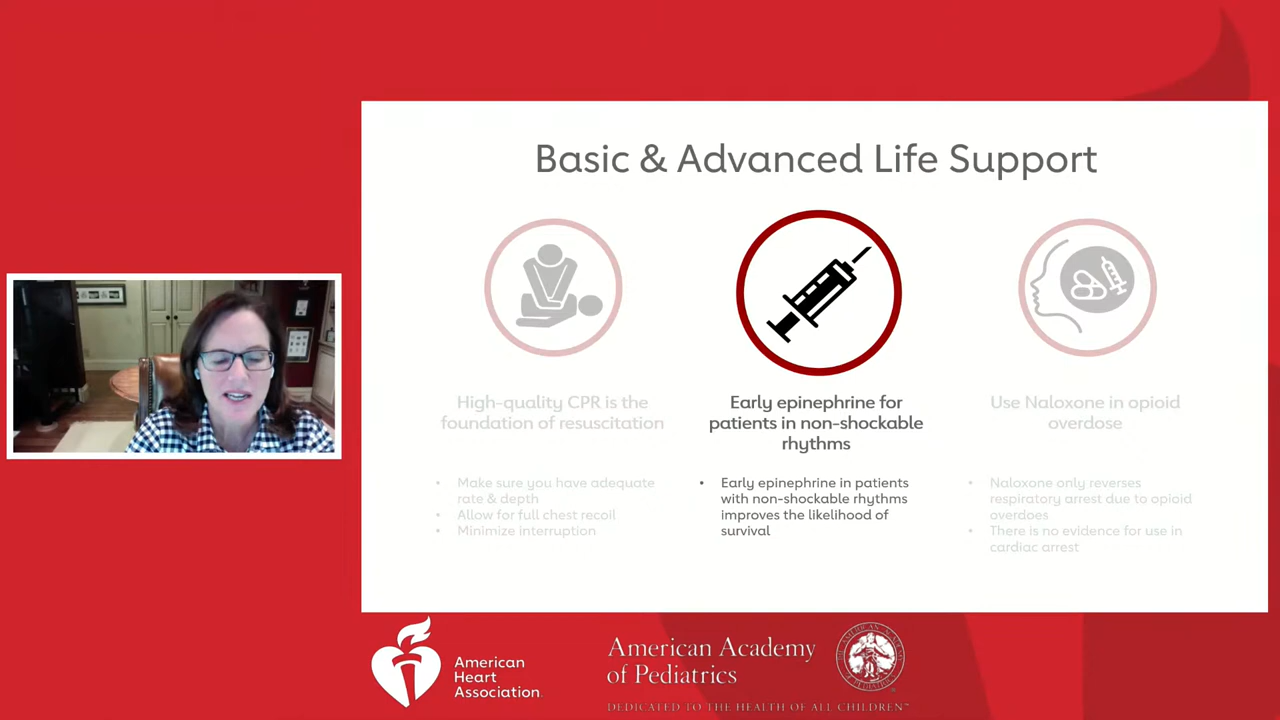 Basic & Advanced Life Support
High-quality CPR is the
foundation of resuscitation
• Make sure you have adequate
rate & depth
• Allow for full chest recoil
• Minimize interruption
Early epinephrine for
patients in non-shockable
rhythms
• Early epinephrine in patients
with non-shockable rhythms
improves the likelihood of
survival
Use Naloxone in opioid
overdose
• Naloxone only reverses
respiratory arrest due to opioid
overdoes
• There is no evidence for use in
cardiac arrest
American
Heart
Association.
American Academy
of Pediatrics
DEDICATED TO THE HEALTH OF ALL CHILDREN™